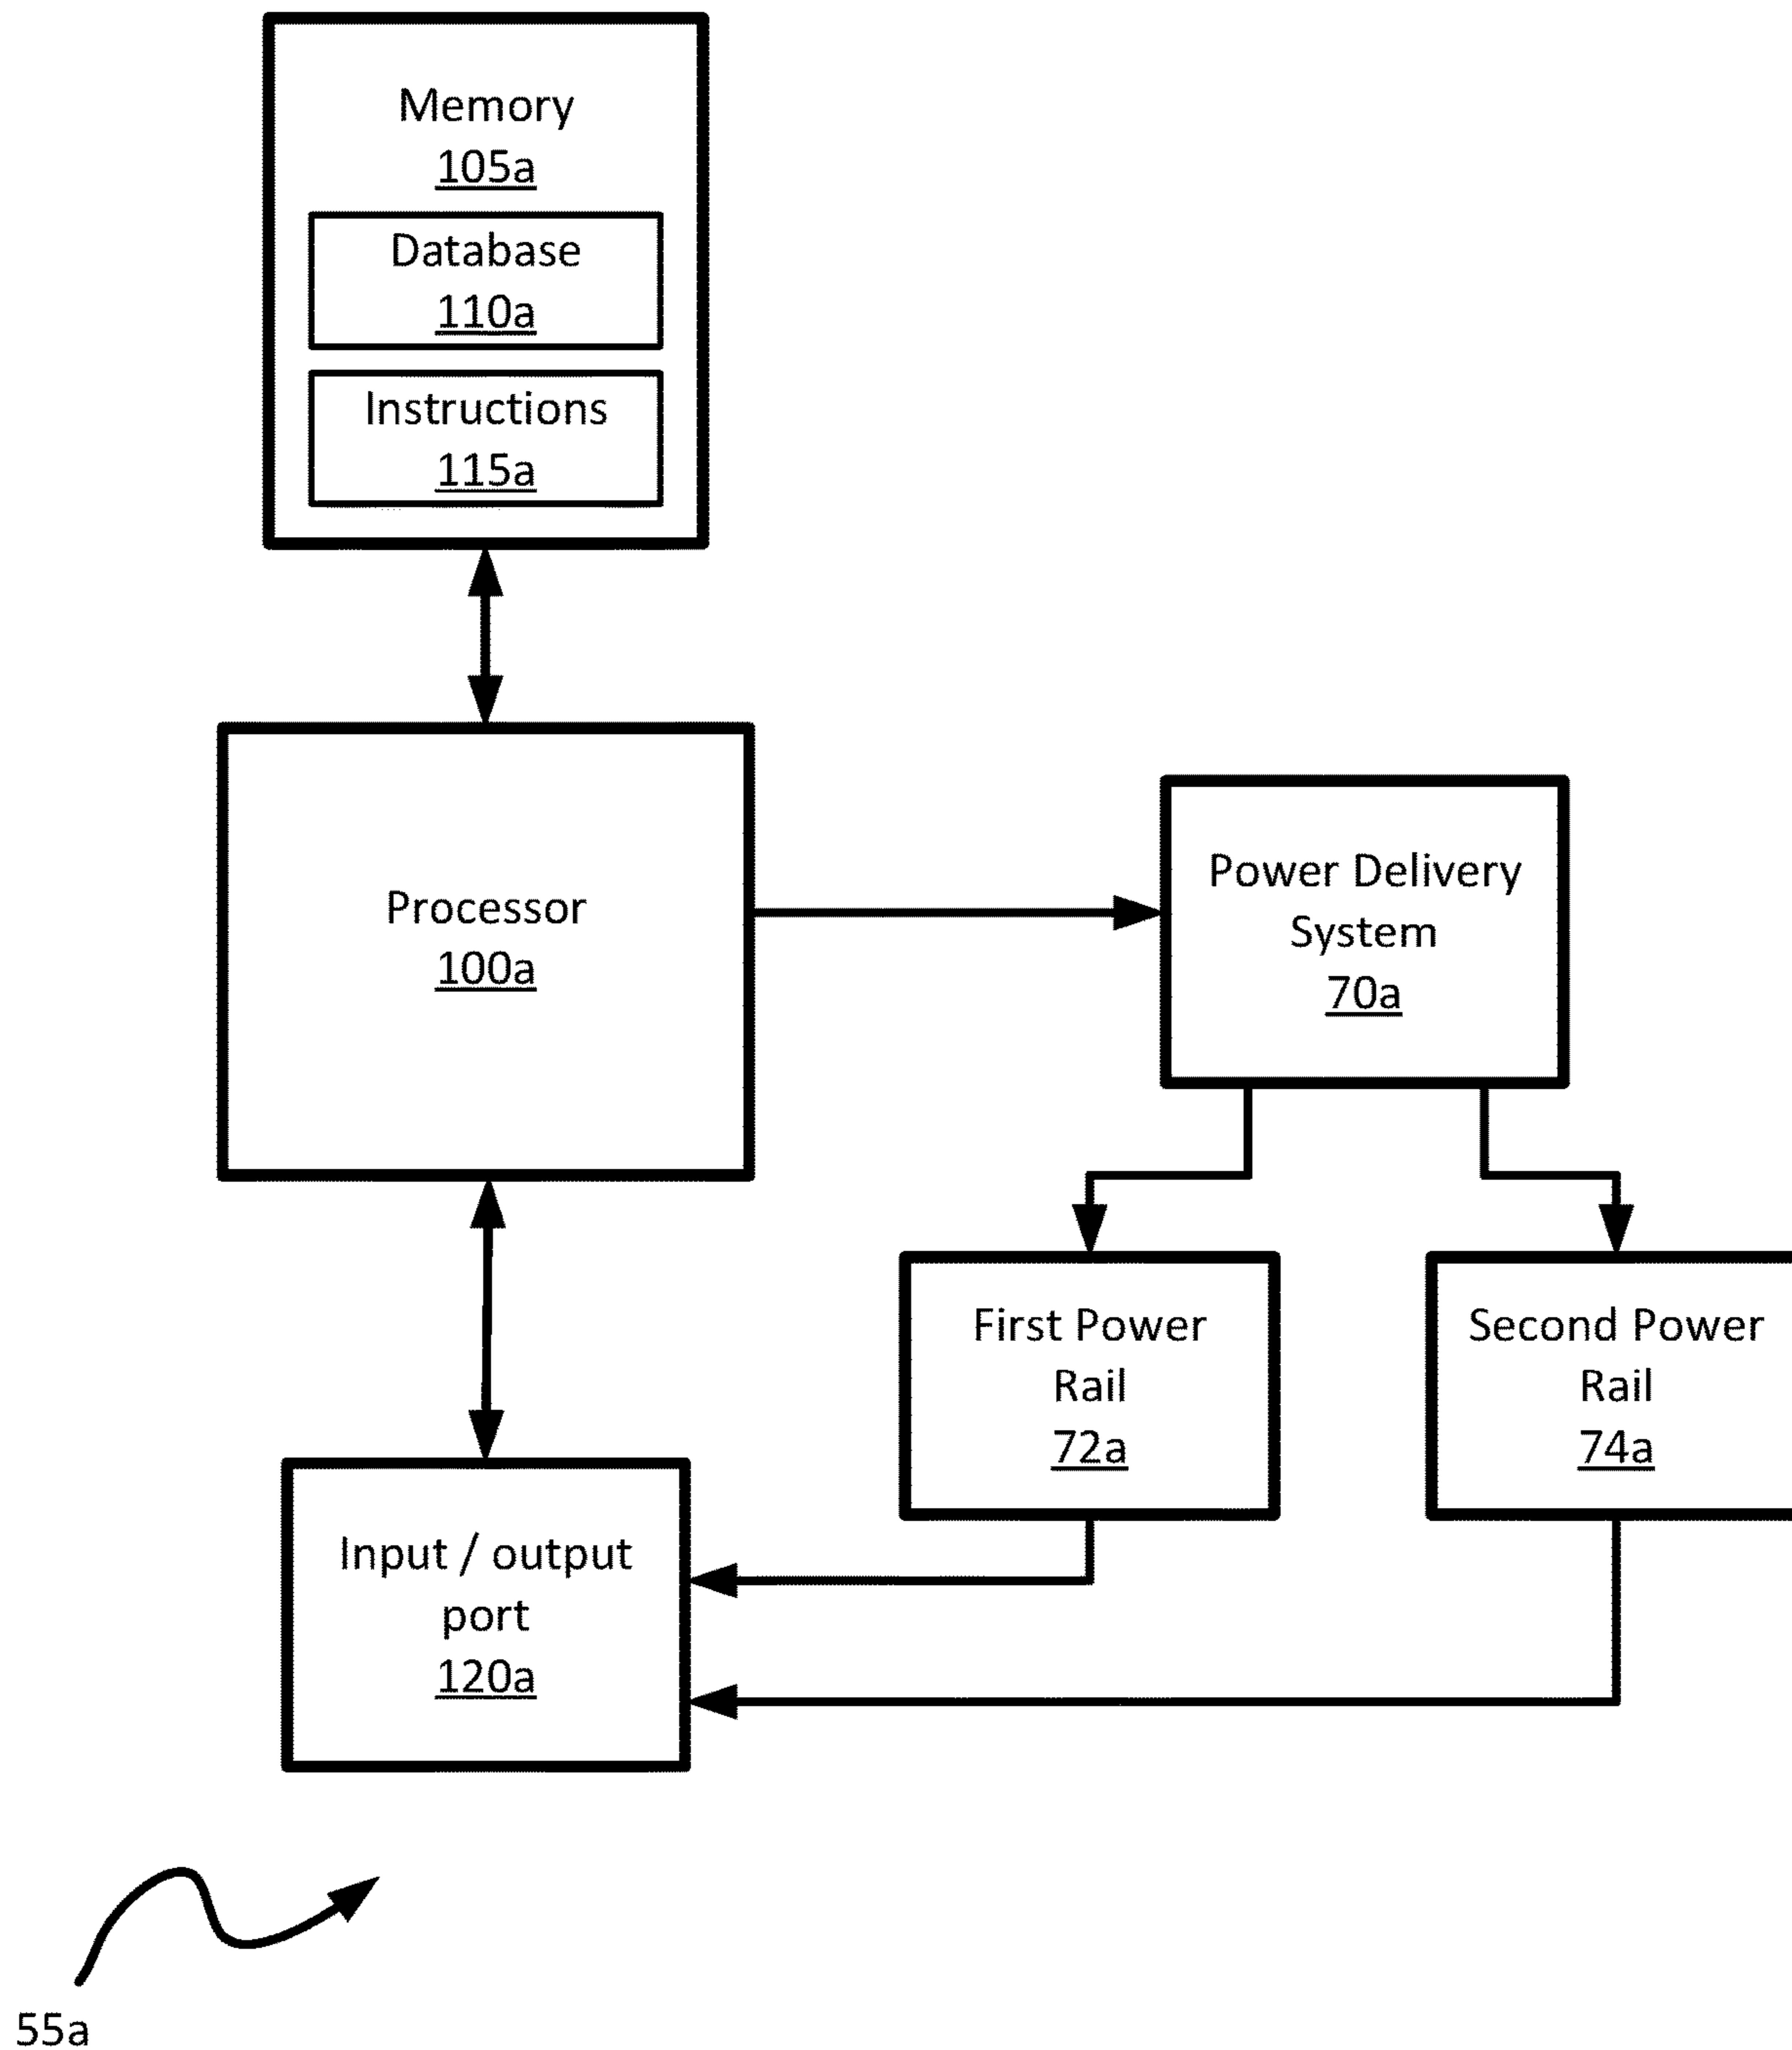 Memory
105a
Database
110a
Instructions
115a
Processor
100a
Power Delivery
System
70a
First Power
Rail
72a
Second Power
Rail
74a
Input / output
port
120a
55a